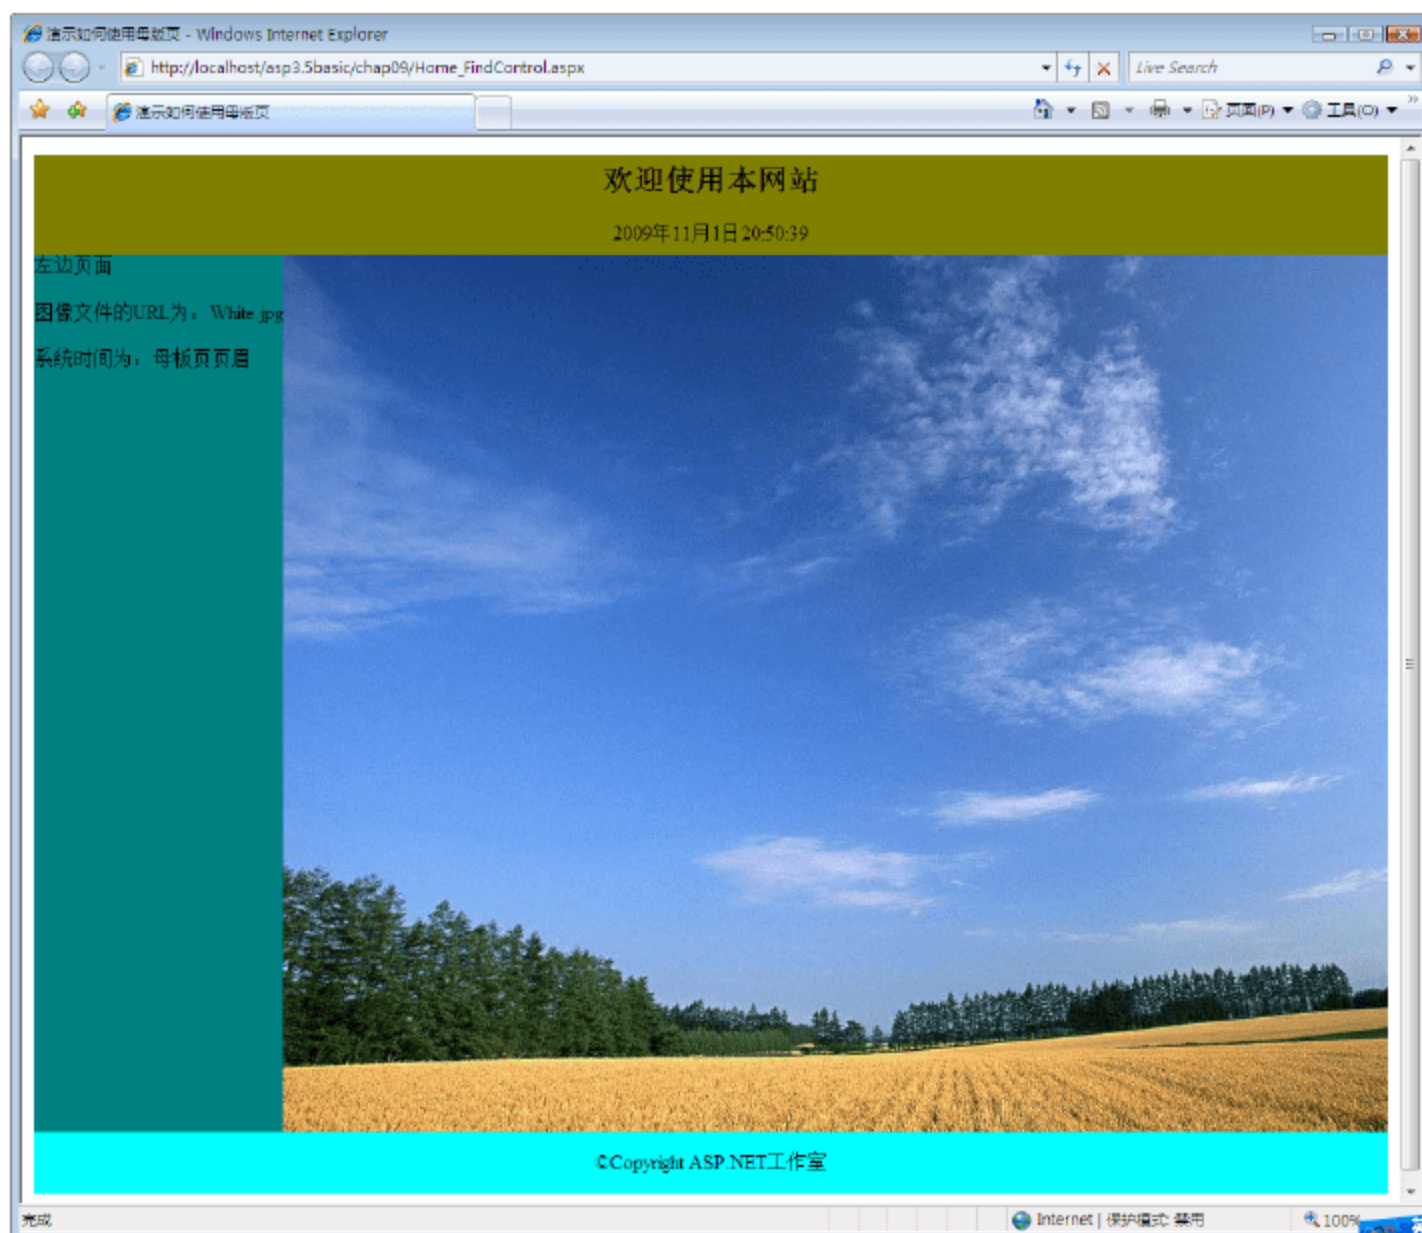 演示如何使用母版页 - Windows Internet Explorer
http://localhost/asp3.5basic/chap09/Home_FindControl.aspx
Live Search
演示如何使用母版页
页面(P)
工具(O)
欢迎使用本网站
2009年11月1日20:50:39
左边页面
图像文件的URL为：White.jpg
系统时间为：母板页页眉
©Copyright ASP.NET工作室
完成
Internet | 保护模式: 禁用
100%